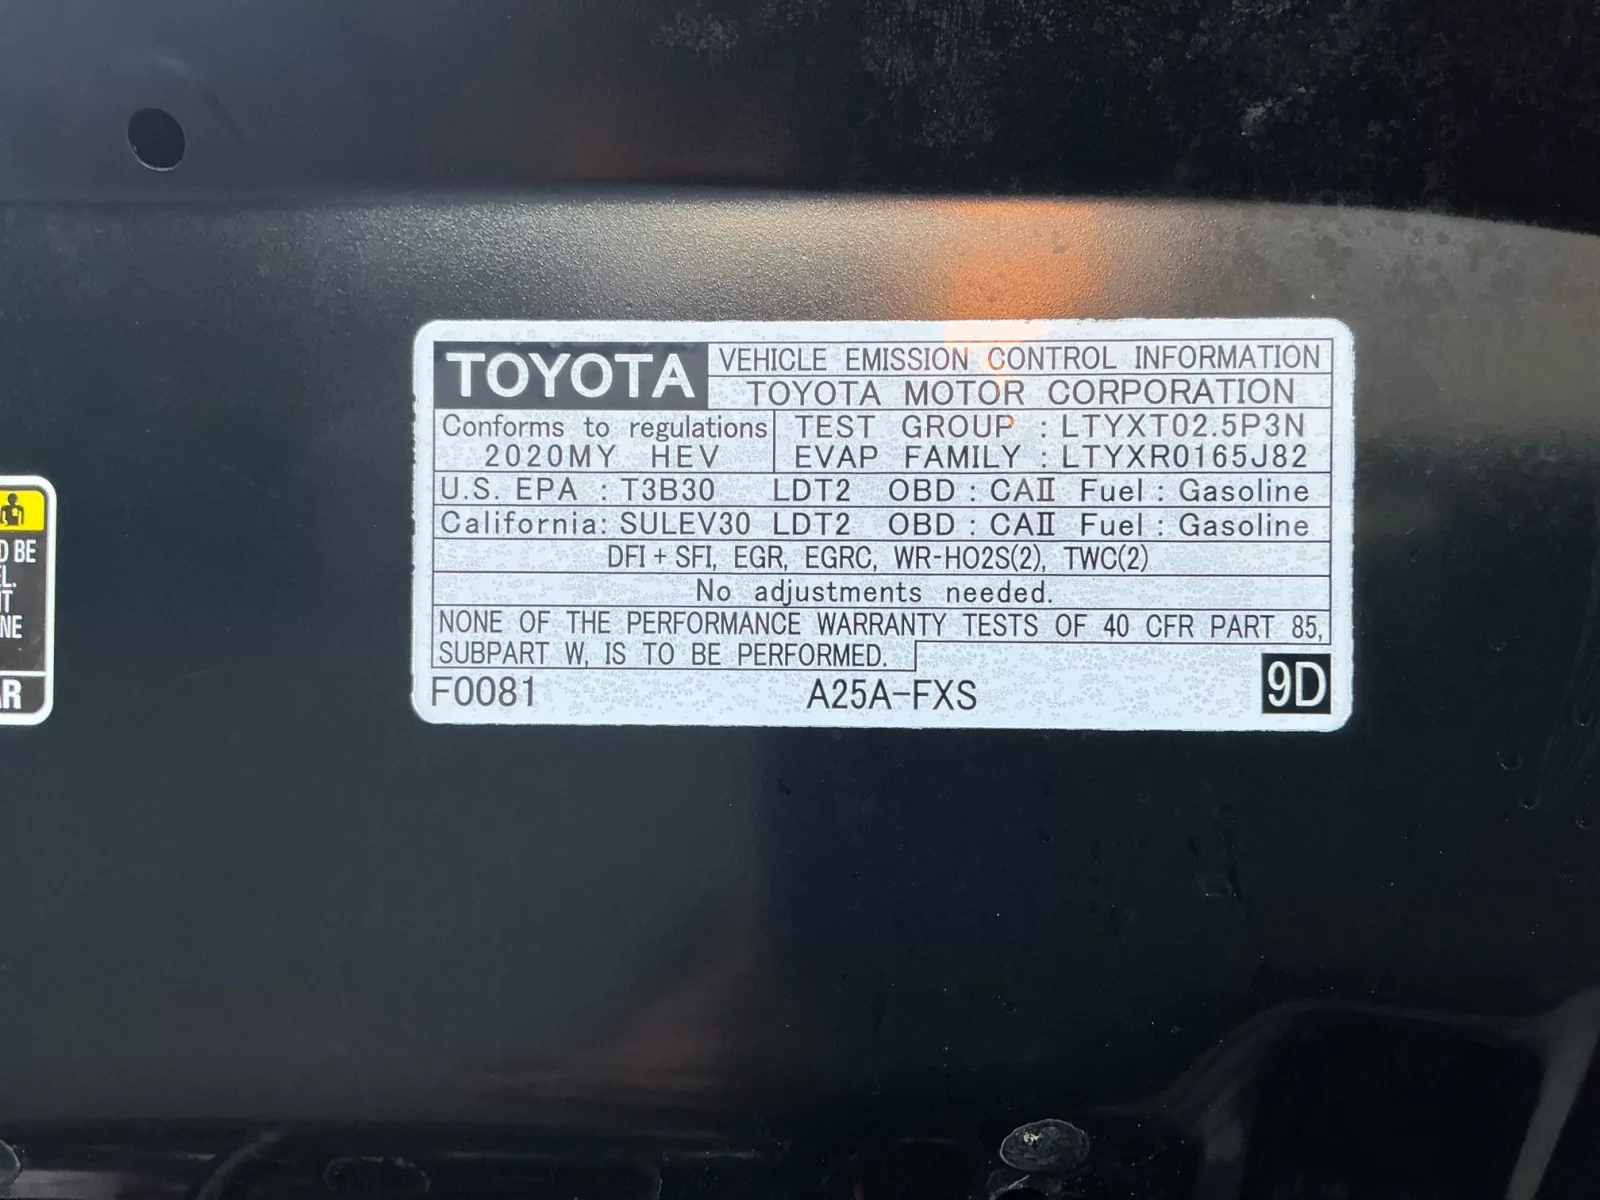 TOYOTA
VEHICLE EMISSION CONTROL INFORMATION
TOYOTA MOTOR CORPORATION
Conforms to regulations
2020MY HEV
TEST GROUP : LTYXT02.5P3N
EVAP FAMILY : LTYXR0165J82
U.S. EPA : T3B30 LDT2 OBD : CAII Fuel : Gasoline
California: SULEV30 LDT2 OBD : CAII Fuel : Gasoline
DFI + SFI, EGR, EGRC, WR-HO2S(2), TWC(2)
No adjustments needed.
NONE OF THE PERFORMANCE WARRANTY TESTS OF 40 CFR PART 85,
SUBPART W, IS TO BE PERFORMED.
F0081 A25A-FXS 9D
BE
NE